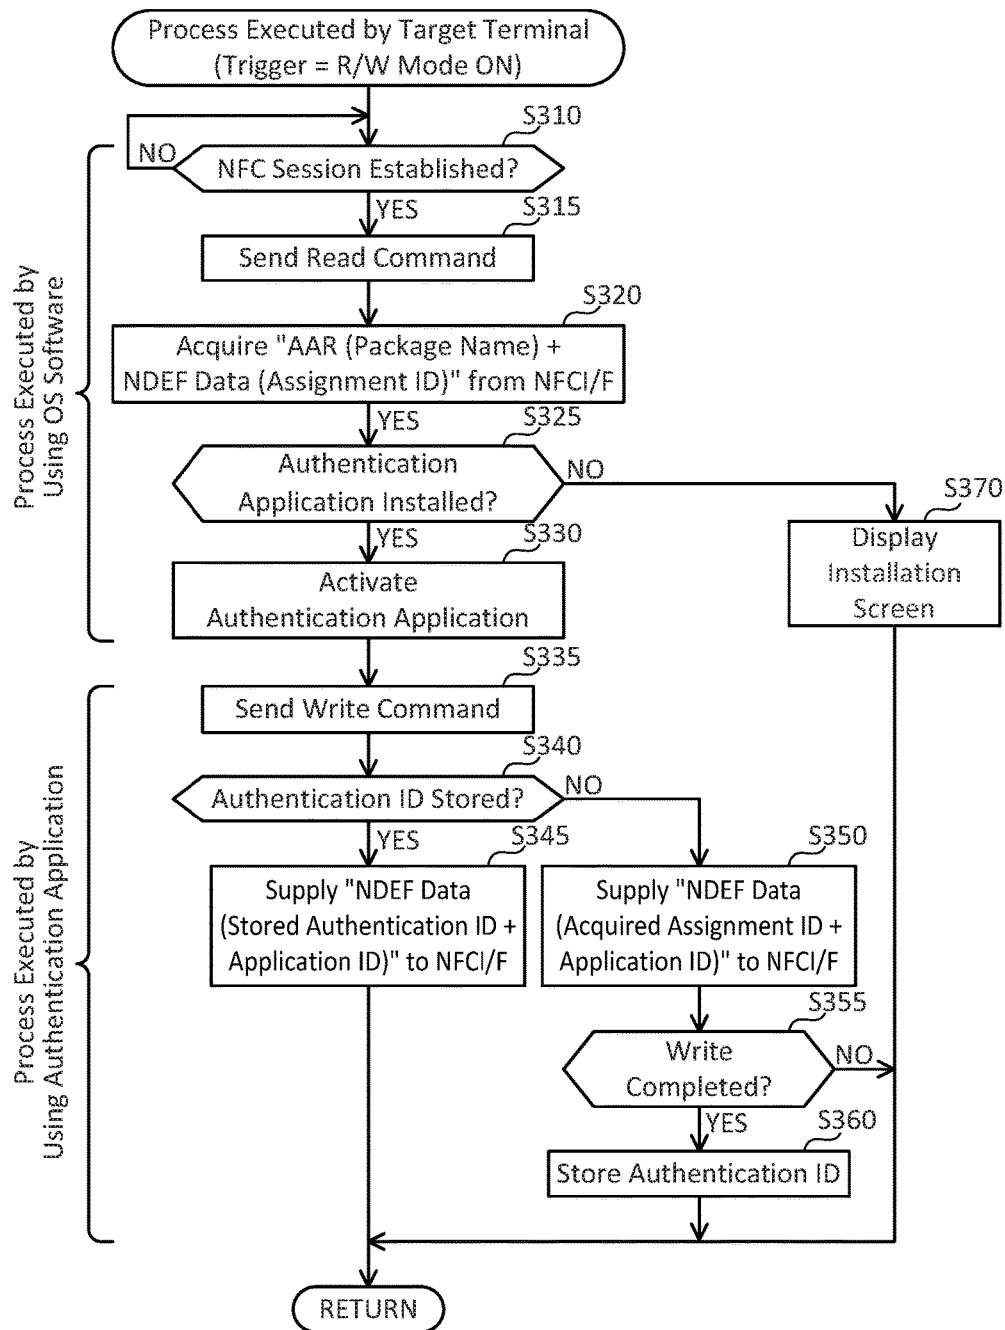 Process Executed by Target Terminal
(Trigger = R/W Mode ON)
S310
NO
NFC Session Established?
YES
S315
Send Read Command
S320
Acquire "AAR (Package Name) +
NDEF Data (Assignment ID)" from NFCI/F
YES
S325
Authentication
Application Installed?
NO
S370
Display
Installation
Screen
YES
S330
Activate
Authentication Application
Process Executed by
Using OS Software
S335
Send Write Command
S340
Authentication ID Stored?
NO
YES
S345
Supply "NDEF Data
(Stored Authentication ID +
Application ID)" to NFCI/F
S350
Supply "NDEF Data
(Acquired Assignment ID +
Application ID)" to NFCI/F
S355
Write
Completed?
NO
YES
S360
Store Authentication ID
Process Executed by
Using Authentication Application
RETURN